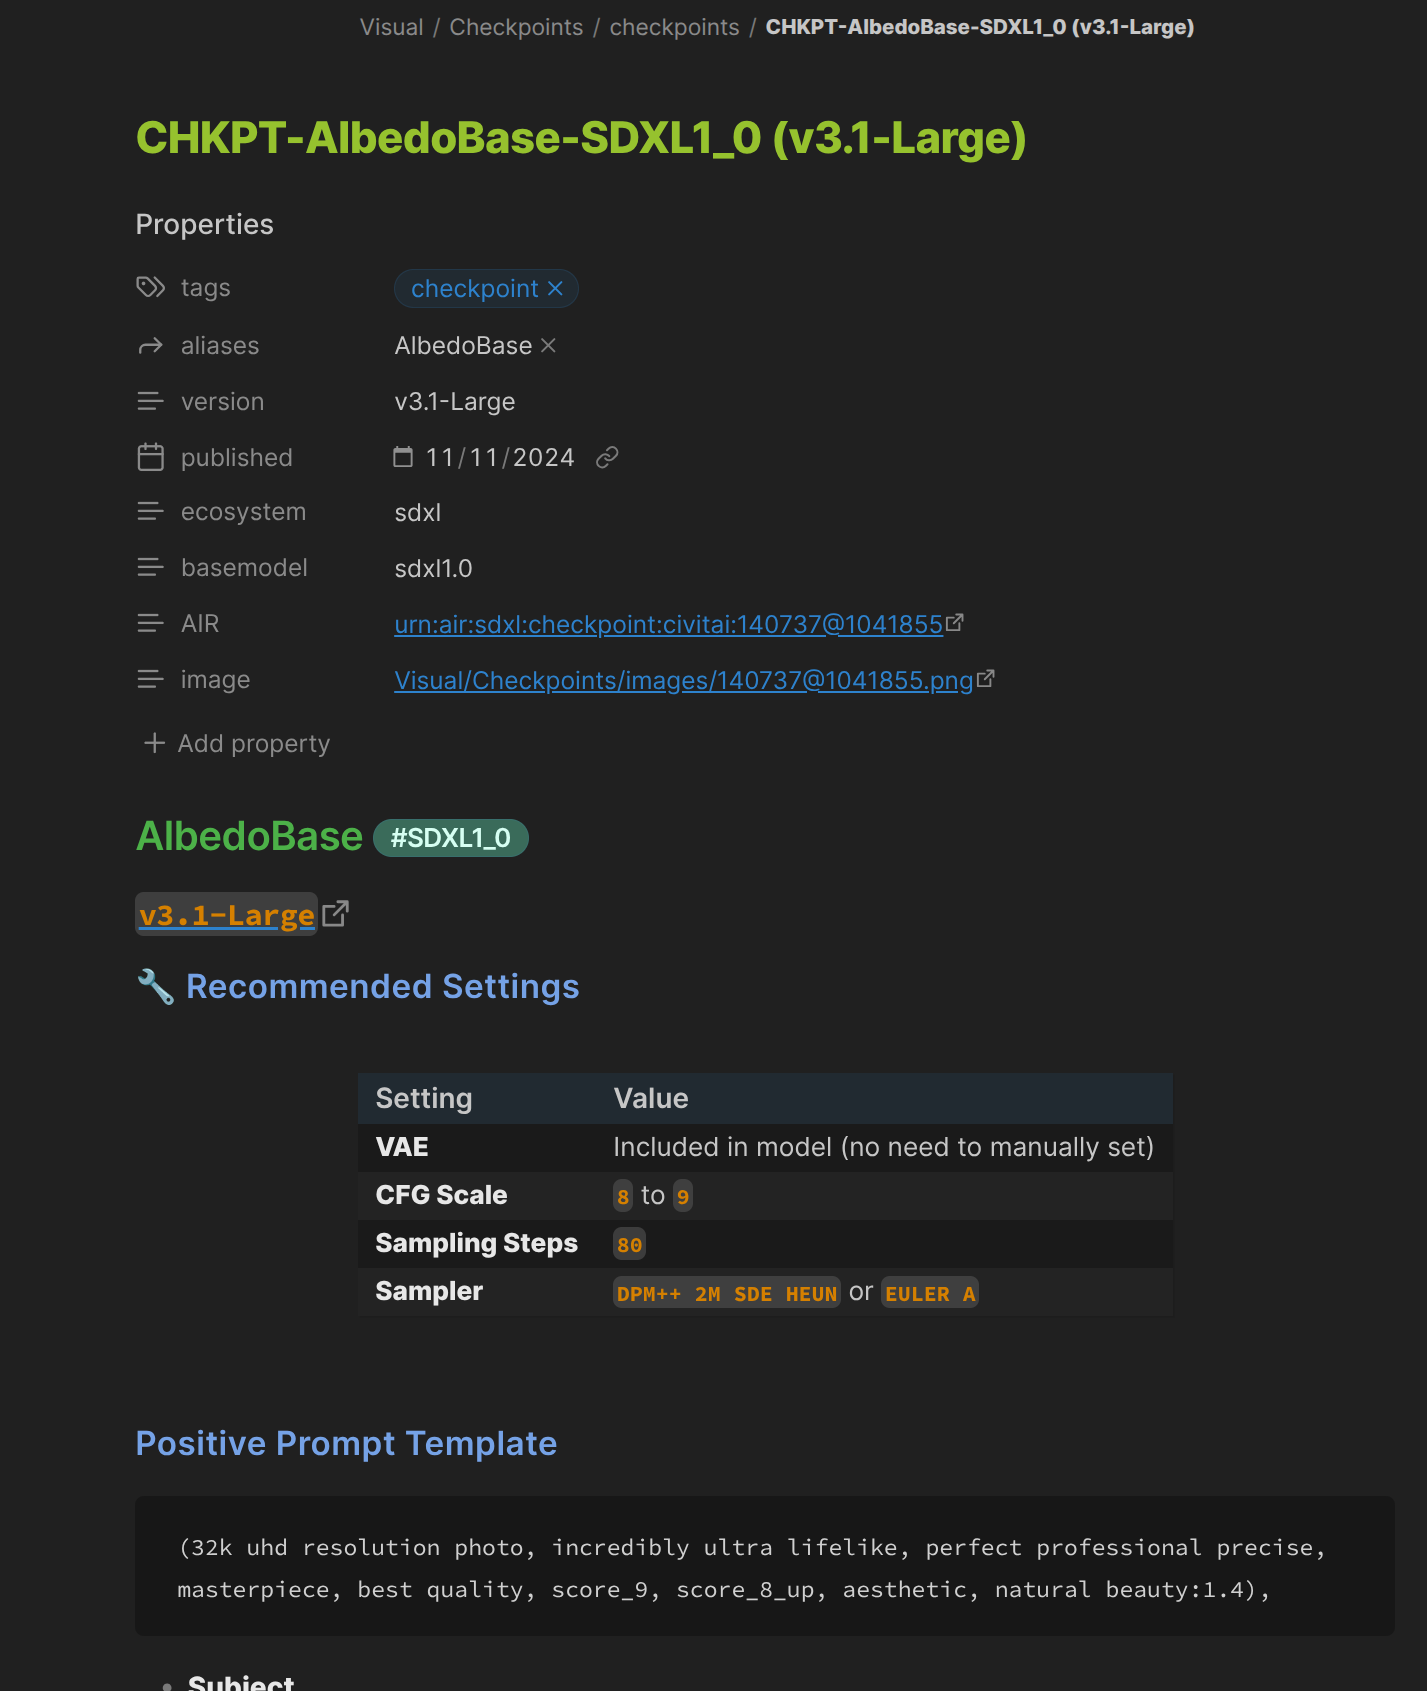 Visual / Checkpoints / checkpoints / CHKPT-AlbedoBase-SDXL1_0 (v3.1-Large)
CHKPT-AlbedoBase-SDXL1_0 (v3.1-Large)
Properties
tags checkpoint
aliases AlbedoBase
version v3.1-Large
published 11/11/2024
ecosystem sdxl
basemodel sdxl1.0
AIR urn:air:sdxl:checkpoint:civitai:140737@1041855
image Visual/Checkpoints/images/140737@1041855.png
Add property
AlbedoBase #SDXL1_0
v3.1-Large
Recommended Settings
Setting Value
VAE Included in model (no need to manually set)
CFG Scale 8 to 9
Sampling Steps 80
Sampler DPM++ 2M SDE HEUN or EULER A
Positive Prompt Template
(32k uhd resolution photo, incredibly ultra lifelike, perfect professional precise,
masterpiece, best quality, score_9, score_8_up, aesthetic, natural beauty:1.4),
Subject